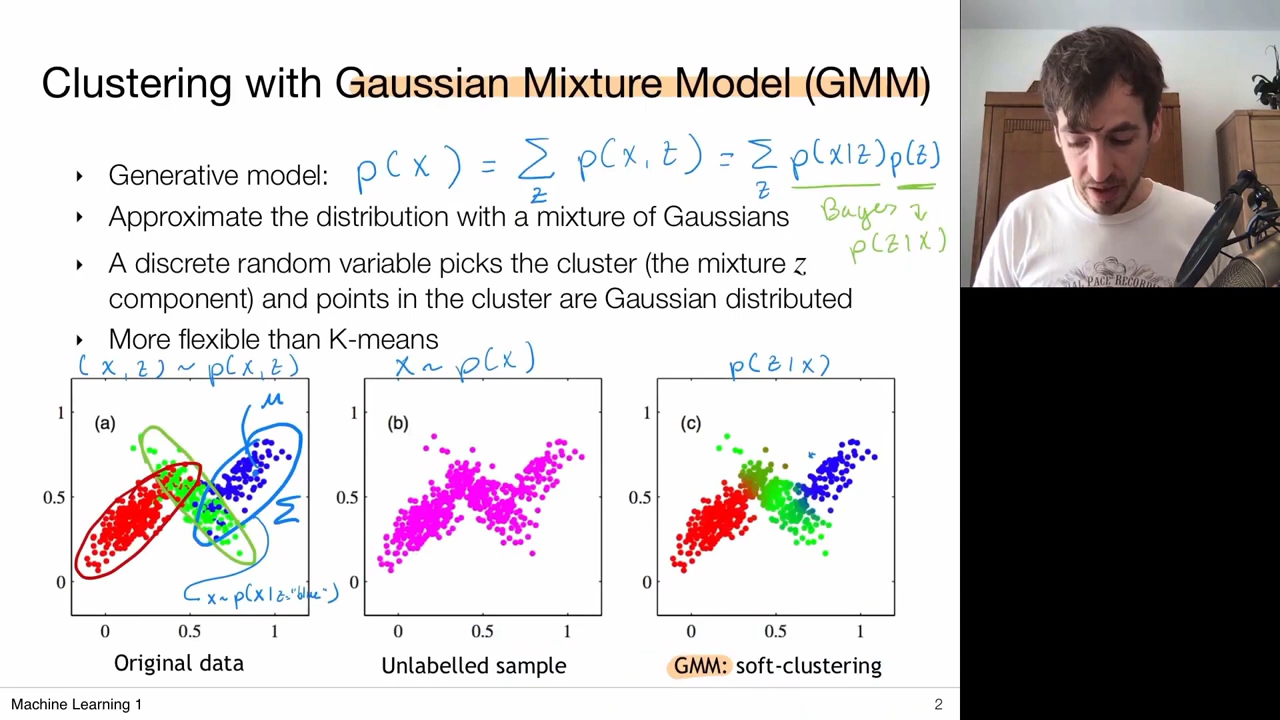 Clustering with Gaussian Mixture Model (GMM)
‣ Generative model: p(x) = ∑_z p(x, z) = ∑_z p(x|z) p(z)
Bayes ↴
p(z|x)
‣ Approximate the distribution with a mixture of Gaussians
‣ A discrete random variable picks the cluster (the mixture z
component) and points in the cluster are Gaussian distributed
‣ More flexible than K-means
(x, z) ~ p(x, z)
x ~ p(x)
p(z|x)
(a)
μ
Σ
x~p(x|z="blue")
1
0.5
0
0 0.5 1
Original data
(b)
1
0.5
0
0 0.5 1
Unlabelled sample
(c)
1
0.5
0
0 0.5 1
GMM: soft-clustering
Machine Learning 1
2